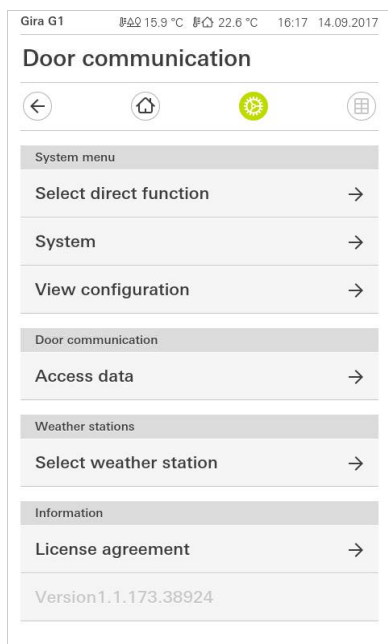 Gira G1 15.9 °C 22.6 °C 16:17 14.09.2017
Door communication
System menu
Select direct function
System
View configuration
Door communication
Access data
Weather stations
Select weather station
Information
License agreement
Version1.1.173.38924